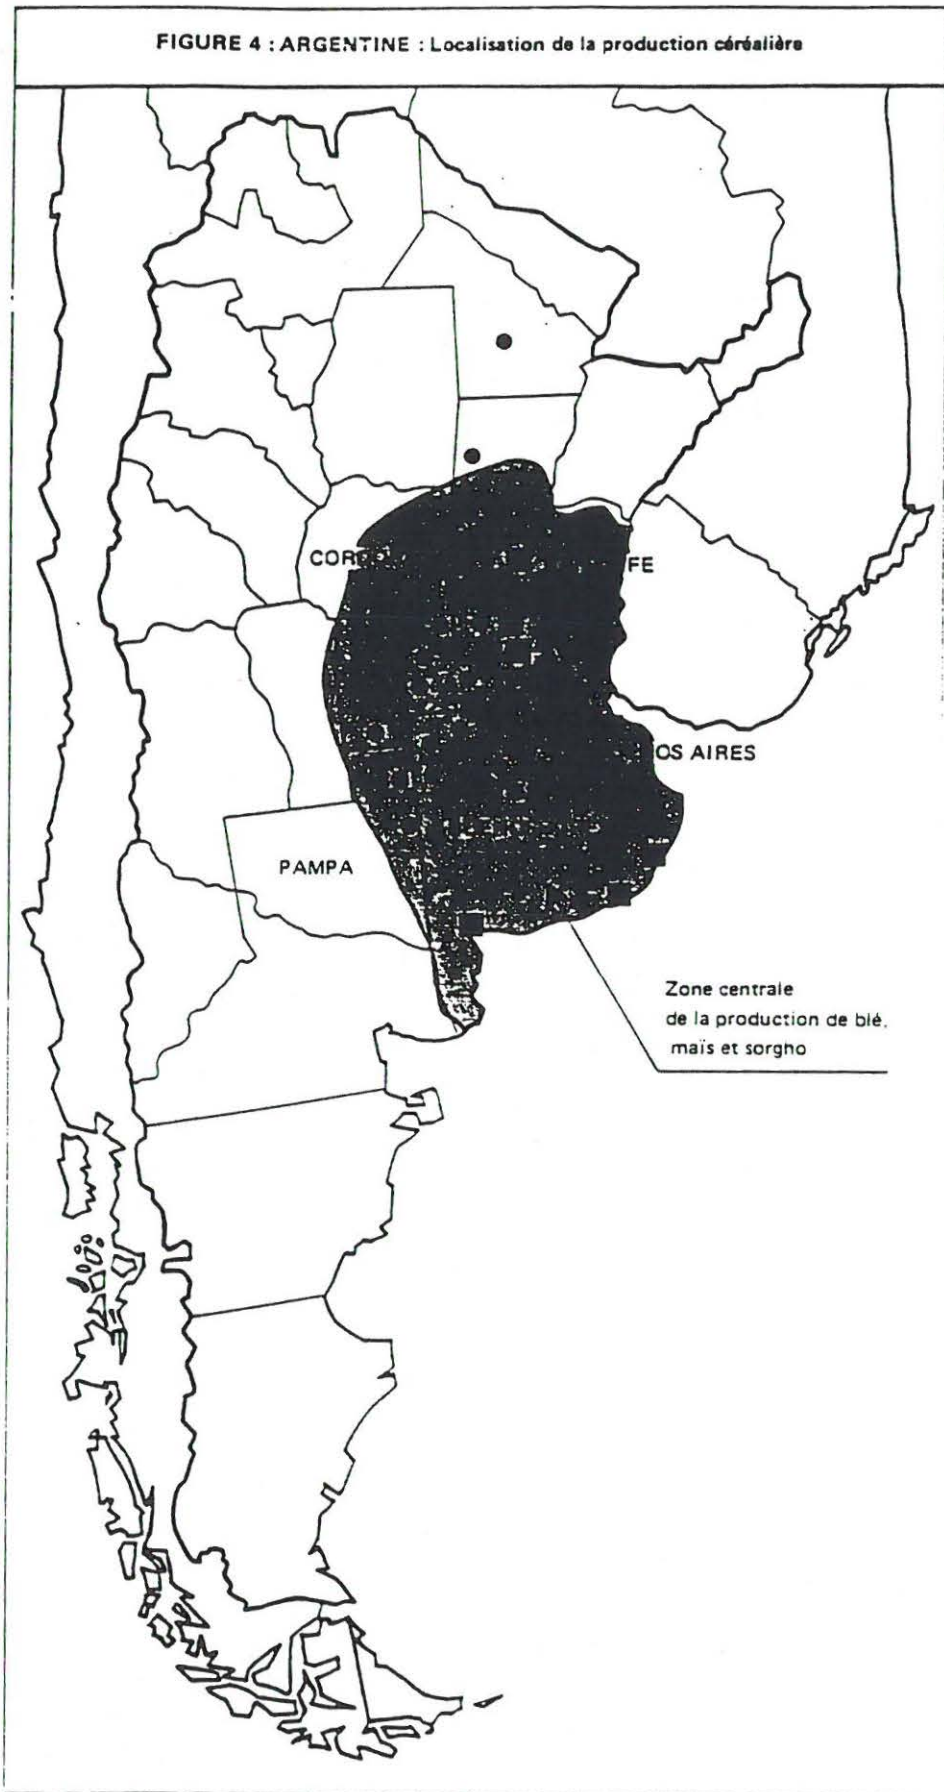 FIGURE 4 : ARGENTINE : Localisation de la production céréalière
FE
OS AIRES
PAMPA
Zone centrale
de la production de blé,
maïs et sorgho